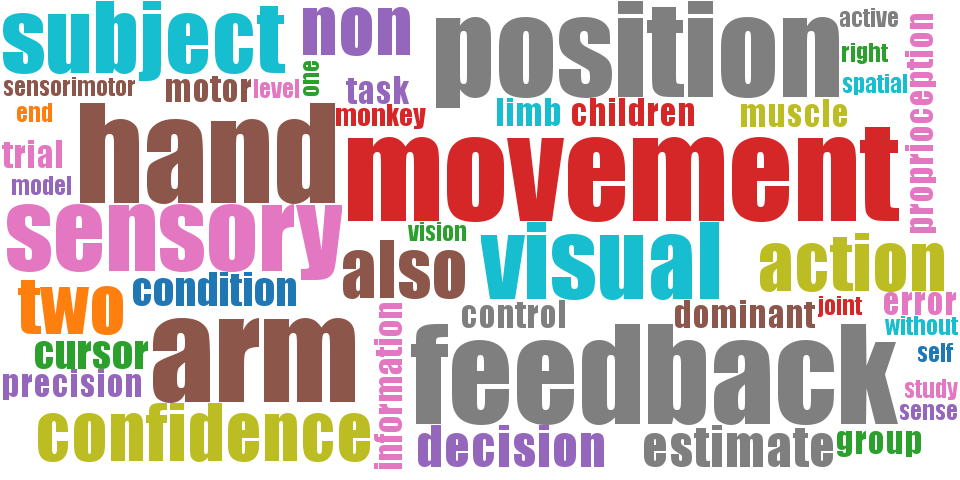 subject
non
position
active
right
spatial
proprioception
sensorimotor
motor
level
one
task
monkey
limb
children
muscle
end
trial
model
hand
movement
sensory
vision
also
visual
action
two
condition
cursor
precision
arm
information
control
dominant
joint
error
without
self
feedback
study
sense
confidence
decision
estimate
group